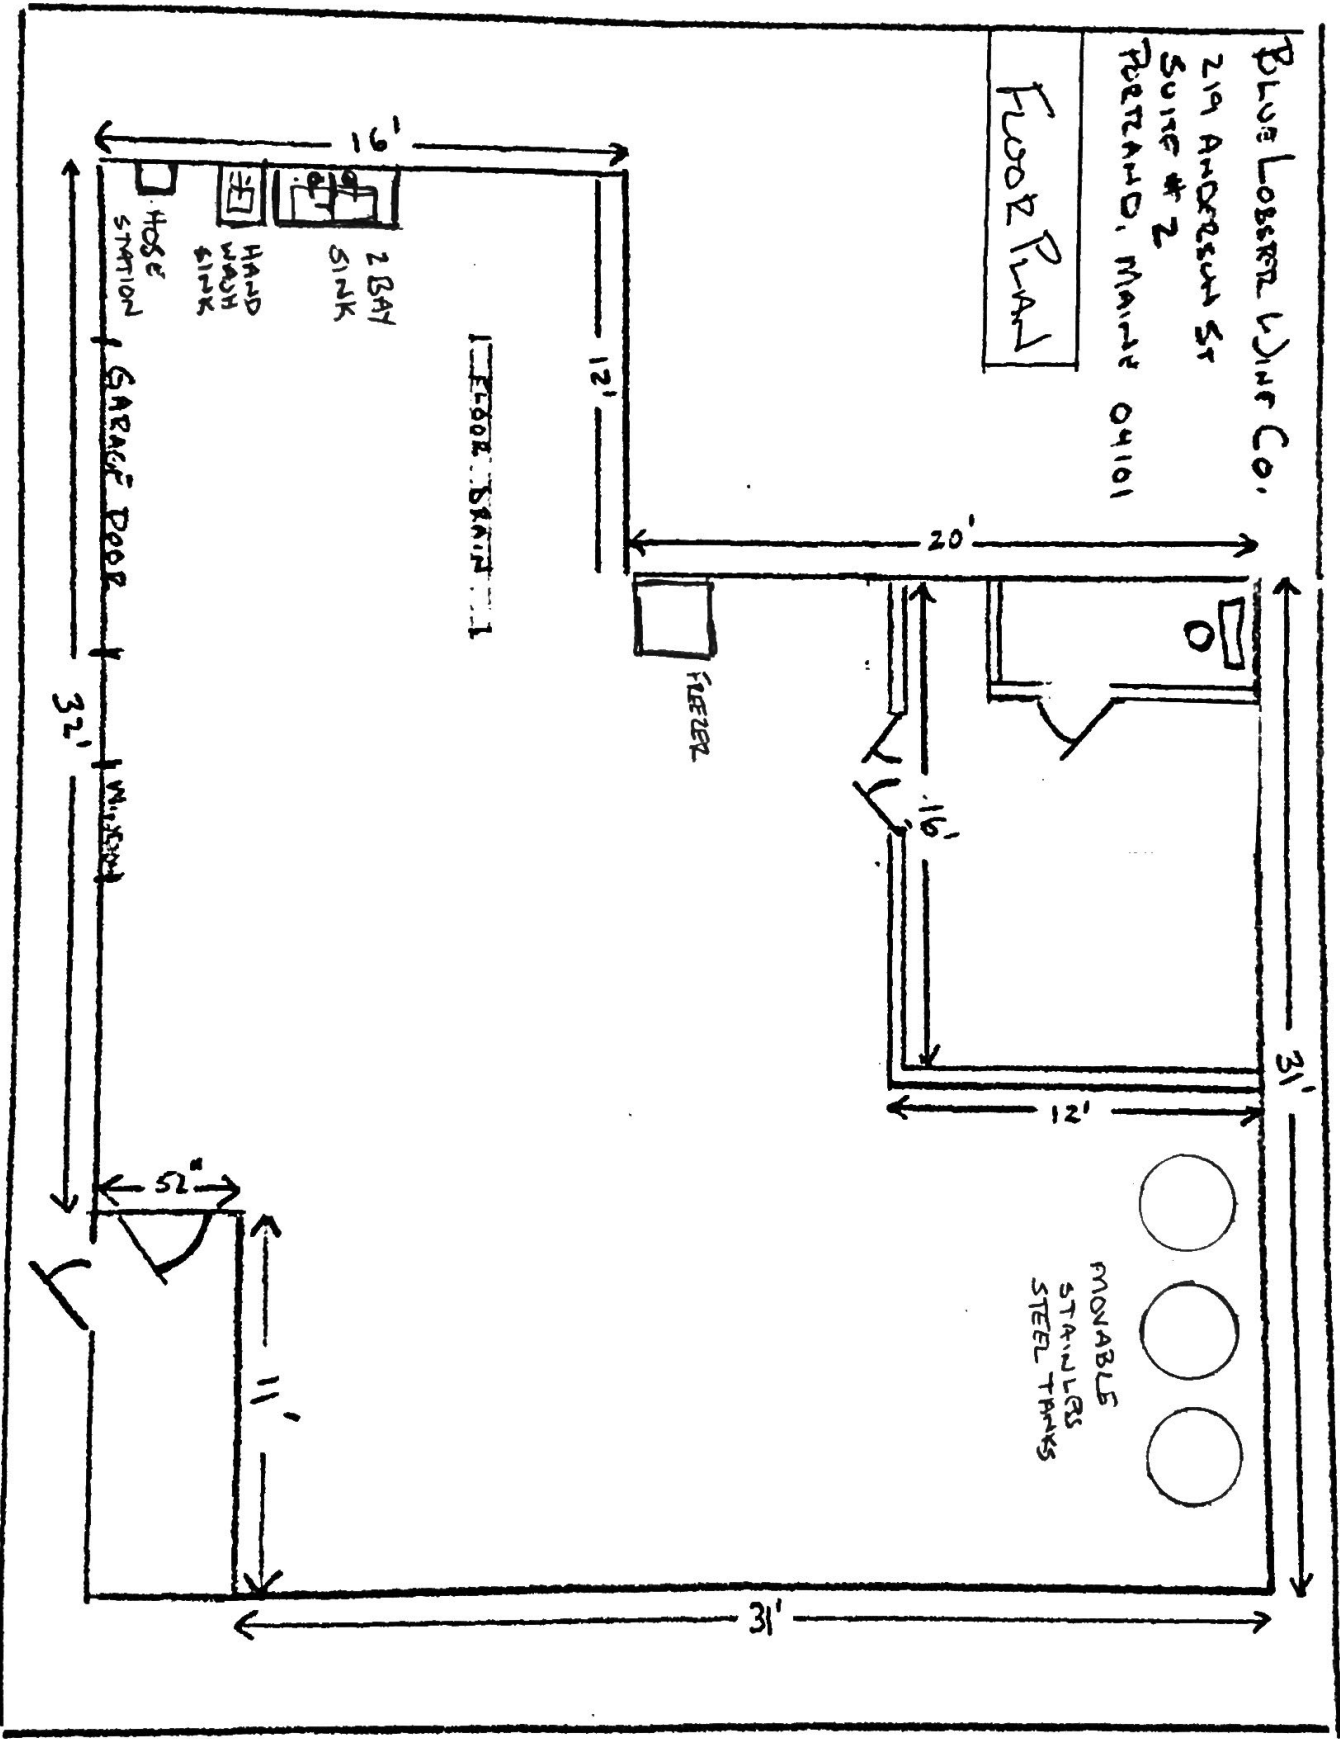 BLUE LOBSTER WINE CO.
219 ANDERSON ST
SUITE # 2
PORTLAND, MAINE 04101
FLOOR PLAN
16'
HOSE
STATION
HAND
WASH
SINK
2 BAY
SINK
12'
FLOOR DRAIN
GARAGE DOOR
20'
FREEZER
32'
WINDOW
16'
31'
12'
52"
11'
MOVABLE
STAINLESS
STEEL TANKS
31'